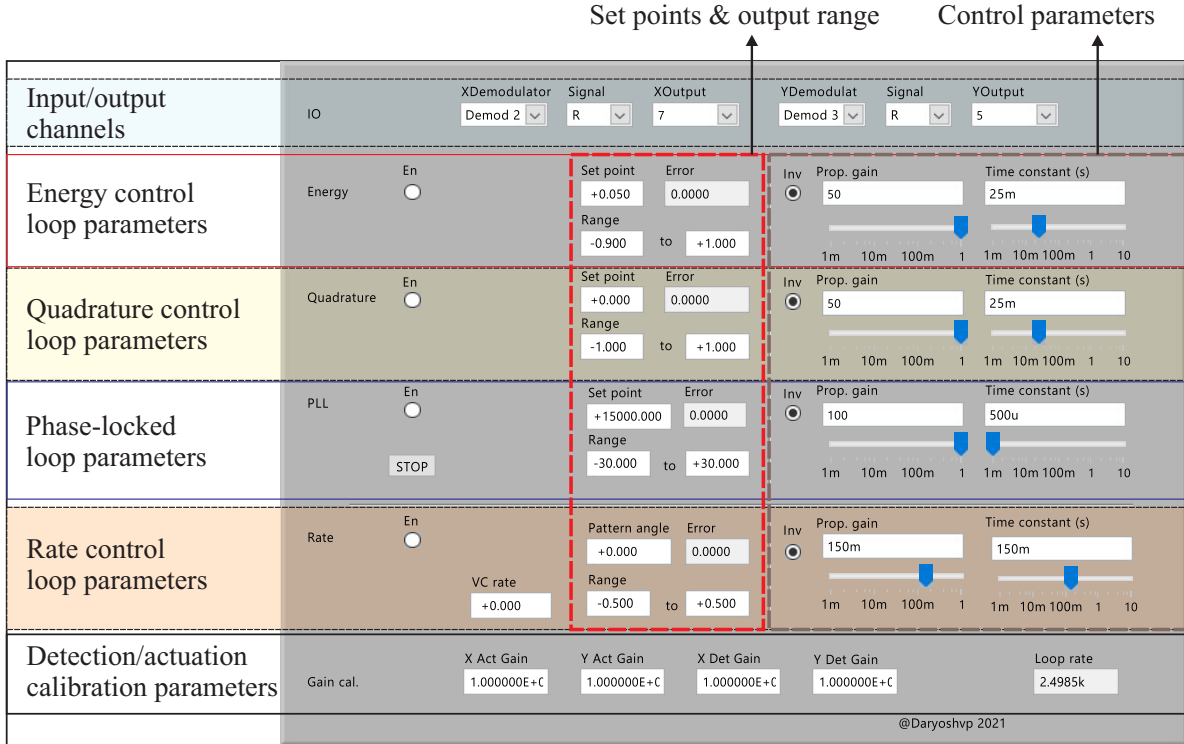 Set points & output range Control parameters
Input/output
channels
IO
XDemodulator Signal XOutput YDemodulat Signal YOutput
Demod 2 R 7 Demod 3 R 5
Energy control
loop parameters
Energy En
Set point Error Inv Prop. gain Time constant (s)
+0.050 0.0000 50 25m
Range
-0.900 to +1.000
1m 10m 100m 1 1m 10m 100m 1 10
Quadrature control
loop parameters
Quadrature En
Set point Error Inv Prop. gain Time constant (s)
+0.000 0.0000 50 25m
Range
-1.000 to +1.000
1m 10m 100m 1 1m 10m 100m 1 10
Phase-locked
loop parameters
PLL En
STOP
Set point Error Inv Prop. gain Time constant (s)
+15000.000 0.0000 100 500u
Range
-30.000 to +30.000
1m 10m 100m 1 1m 10m 100m 1 10
Rate control
loop parameters
Rate En
VC rate
+0.000
Pattern angle Error Inv Prop. gain Time constant (s)
+0.000 0.0000 150m 150m
Range
-0.500 to +0.500
1m 10m 100m 1 1m 10m 100m 1 10
Detection/actuation
calibration parameters
Gain cal.
X Act Gain Y Act Gain X Det Gain Y Det Gain Loop rate
1.000000E+0 1.000000E+0 1.000000E+0 1.000000E+0 2.4985k
@Daryoshvp 2021